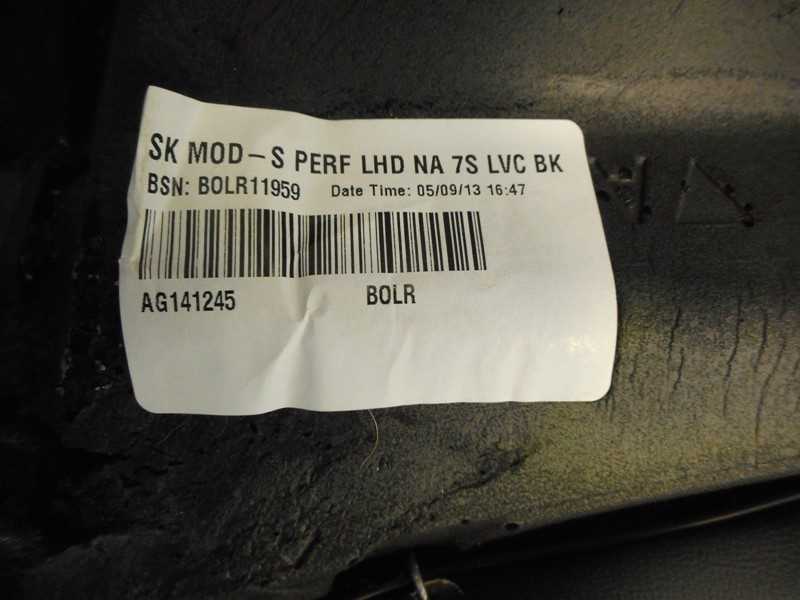 SK MOD-S PERF LHD NA 7S LVC BK
BSN: BOLR11959 Date Time: 05/09/13 16:47
AG141245 BOLR